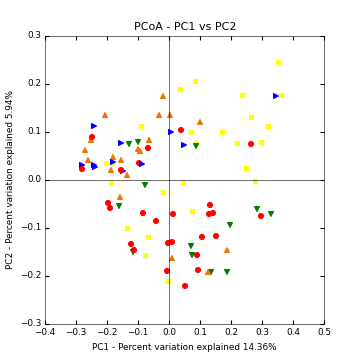 PCoA - PC1 vs PC2
0.3
0.2
0.1
0.0
−0.1
−0.2
−0.3
−0.4 −0.3 −0.2 −0.1 0.0 0.1 0.2 0.3 0.4 0.5
PC2 - Percent variation explained 5.94%
PC1 - Percent variation explained 14.36%